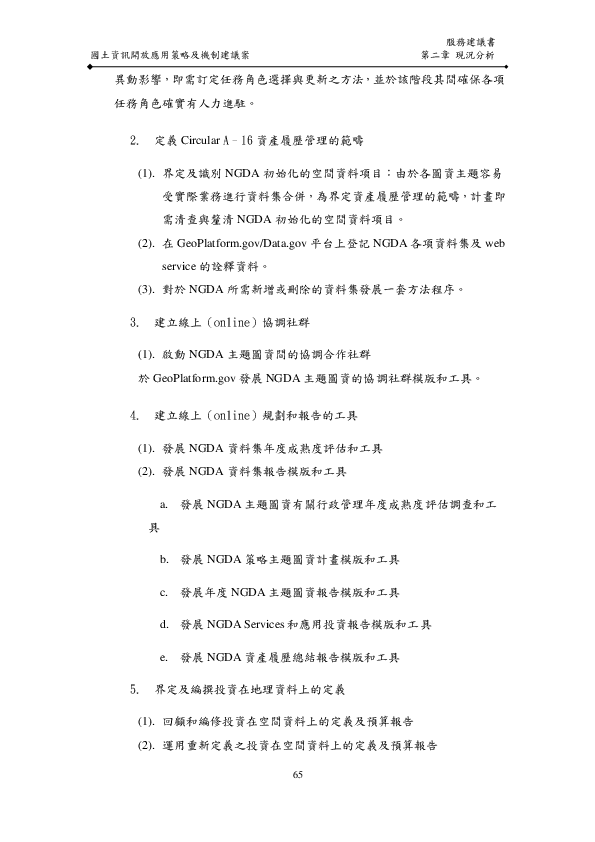 服務建議書
國土資訊開放應用策略及機制建議案 第二章 現況分析
異動影響，即需訂定任務角色選擇與更新之方法，並於該階段其間確保各項
任務角色確實有人力進駐。
2. 定義 Circular A–16 資產履歷管理的範疇
(1). 界定及識別 NGDA 初始化的空間資料項目：由於各圖資主題容易
受實際業務進行資料集合併，為界定資產履歷管理的範疇，計畫即
需清查與釐清 NGDA 初始化的空間資料項目。
(2). 在 GeoPlatform.gov/Data.gov 平台上登記 NGDA 各項資料集及 web
service 的詮釋資料。
(3). 對於 NGDA 所需新增或刪除的資料集發展一套方法程序。
3. 建立線上（online）協調社群
(1). 啟動 NGDA 主題圖資間的協調合作社群
於 GeoPlatform.gov 發展 NGDA 主題圖資的協調社群模版和工具。
4. 建立線上（online）規劃和報告的工具
(1). 發展 NGDA 資料集年度成熟度評估和工具
(2). 發展 NGDA 資料集報告模版和工具
a. 發展 NGDA 主題圖資有關行政管理年度成熟度評估調查和工
具
b. 發展 NGDA 策略主題圖資計畫模版和工具
c. 發展年度 NGDA 主題圖資報告模版和工具
d. 發展 NGDA Services 和應用投資報告模版和工具
e. 發展 NGDA 資產履歷總結報告模版和工具
5. 界定及編撰投資在地理資料上的定義
(1). 回顧和編修投資在空間資料上的定義及預算報告
(2). 運用重新定義之投資在空間資料上的定義及預算報告
65